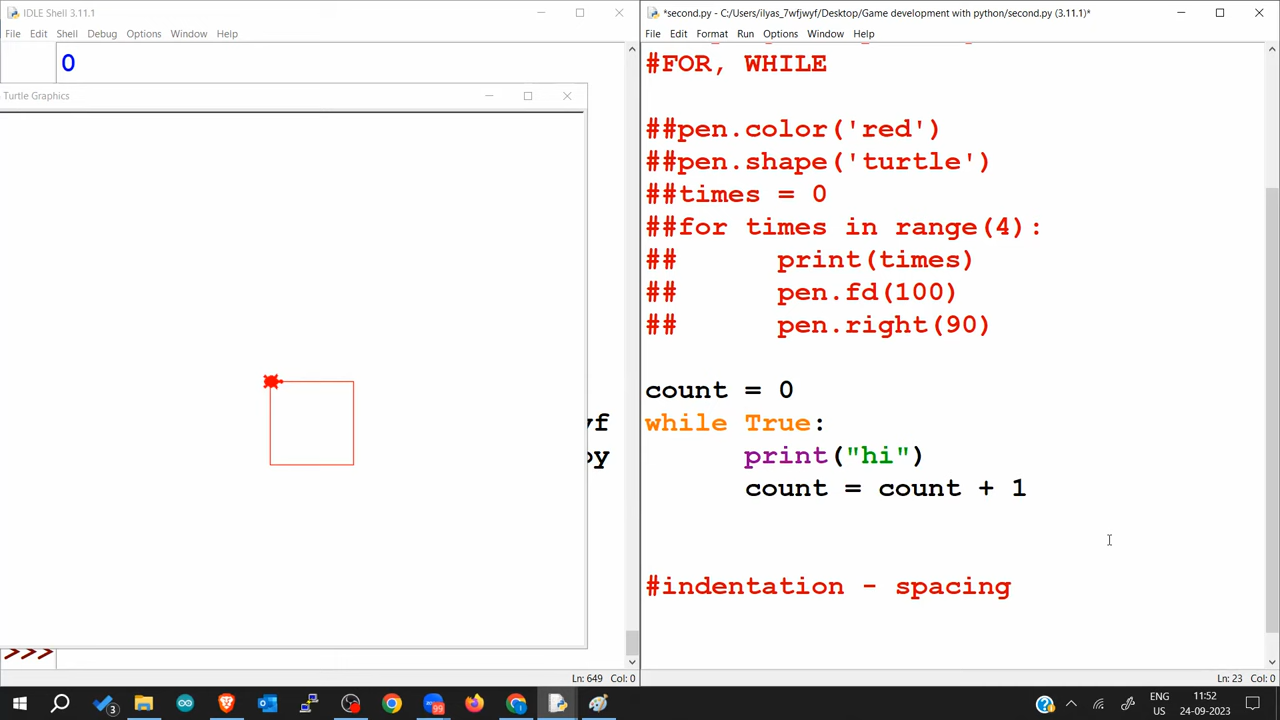 IDLE Shell 3.11.1
File Edit Shell Debug Options Window Help
0
Turtle Graphics
yf
py
>>>
Ln: 649 Col: 0
*second.py - C:/Users/ilyas_7wfjwyf/Desktop/Game development with python/second.py (3.11.1)*
File Edit Format Run Options Window Help
#FOR, WHILE
##pen.color('red')
##pen.shape('turtle')
##times = 0
##for times in range(4):
##      print(times)
##      pen.fd(100)
##      pen.right(90)
count = 0
while True:
      print("hi")
      count = count + 1
#indentation - spacing
Ln: 23 Col: 0
3
99
ENG
US
11:52
24-09-2023